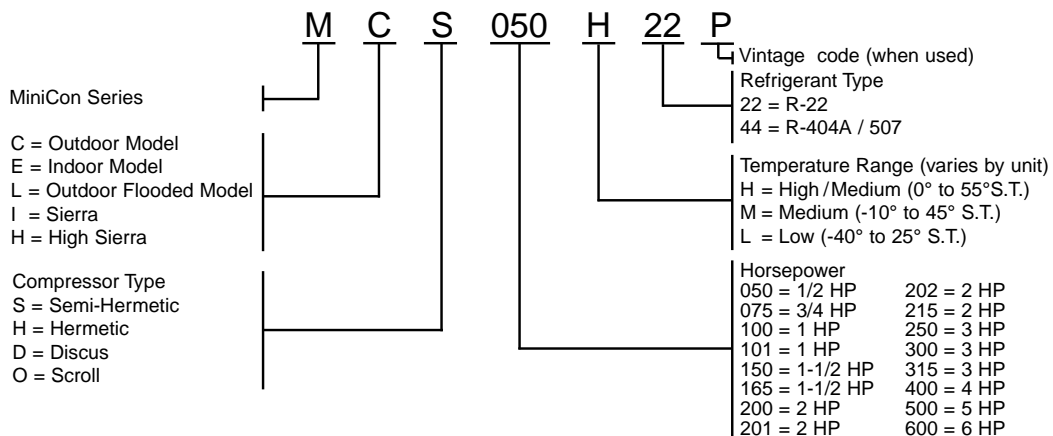 M C S 050 H 22 P
Vintage code (when used)
Refrigerant Type
22 = R-22
44 = R-404A / 507
MiniCon Series
C = Outdoor Model
E = Indoor Model
L = Outdoor Flooded Model
I = Sierra
H = High Sierra
Temperature Range (varies by unit)
H = High / Medium (0° to 55°S.T.)
M = Medium (-10° to 45° S.T.)
L = Low (-40° to 25° S.T.)
Compressor Type
S = Semi-Hermetic
H = Hermetic
D = Discus
O = Scroll
Horsepower
050 = 1/2 HP 202 = 2 HP
075 = 3/4 HP 215 = 2 HP
100 = 1 HP 250 = 3 HP
101 = 1 HP 300 = 3 HP
150 = 1-1/2 HP 315 = 3 HP
165 = 1-1/2 HP 400 = 4 HP
200 = 2 HP 500 = 5 HP
201 = 2 HP 600 = 6 HP